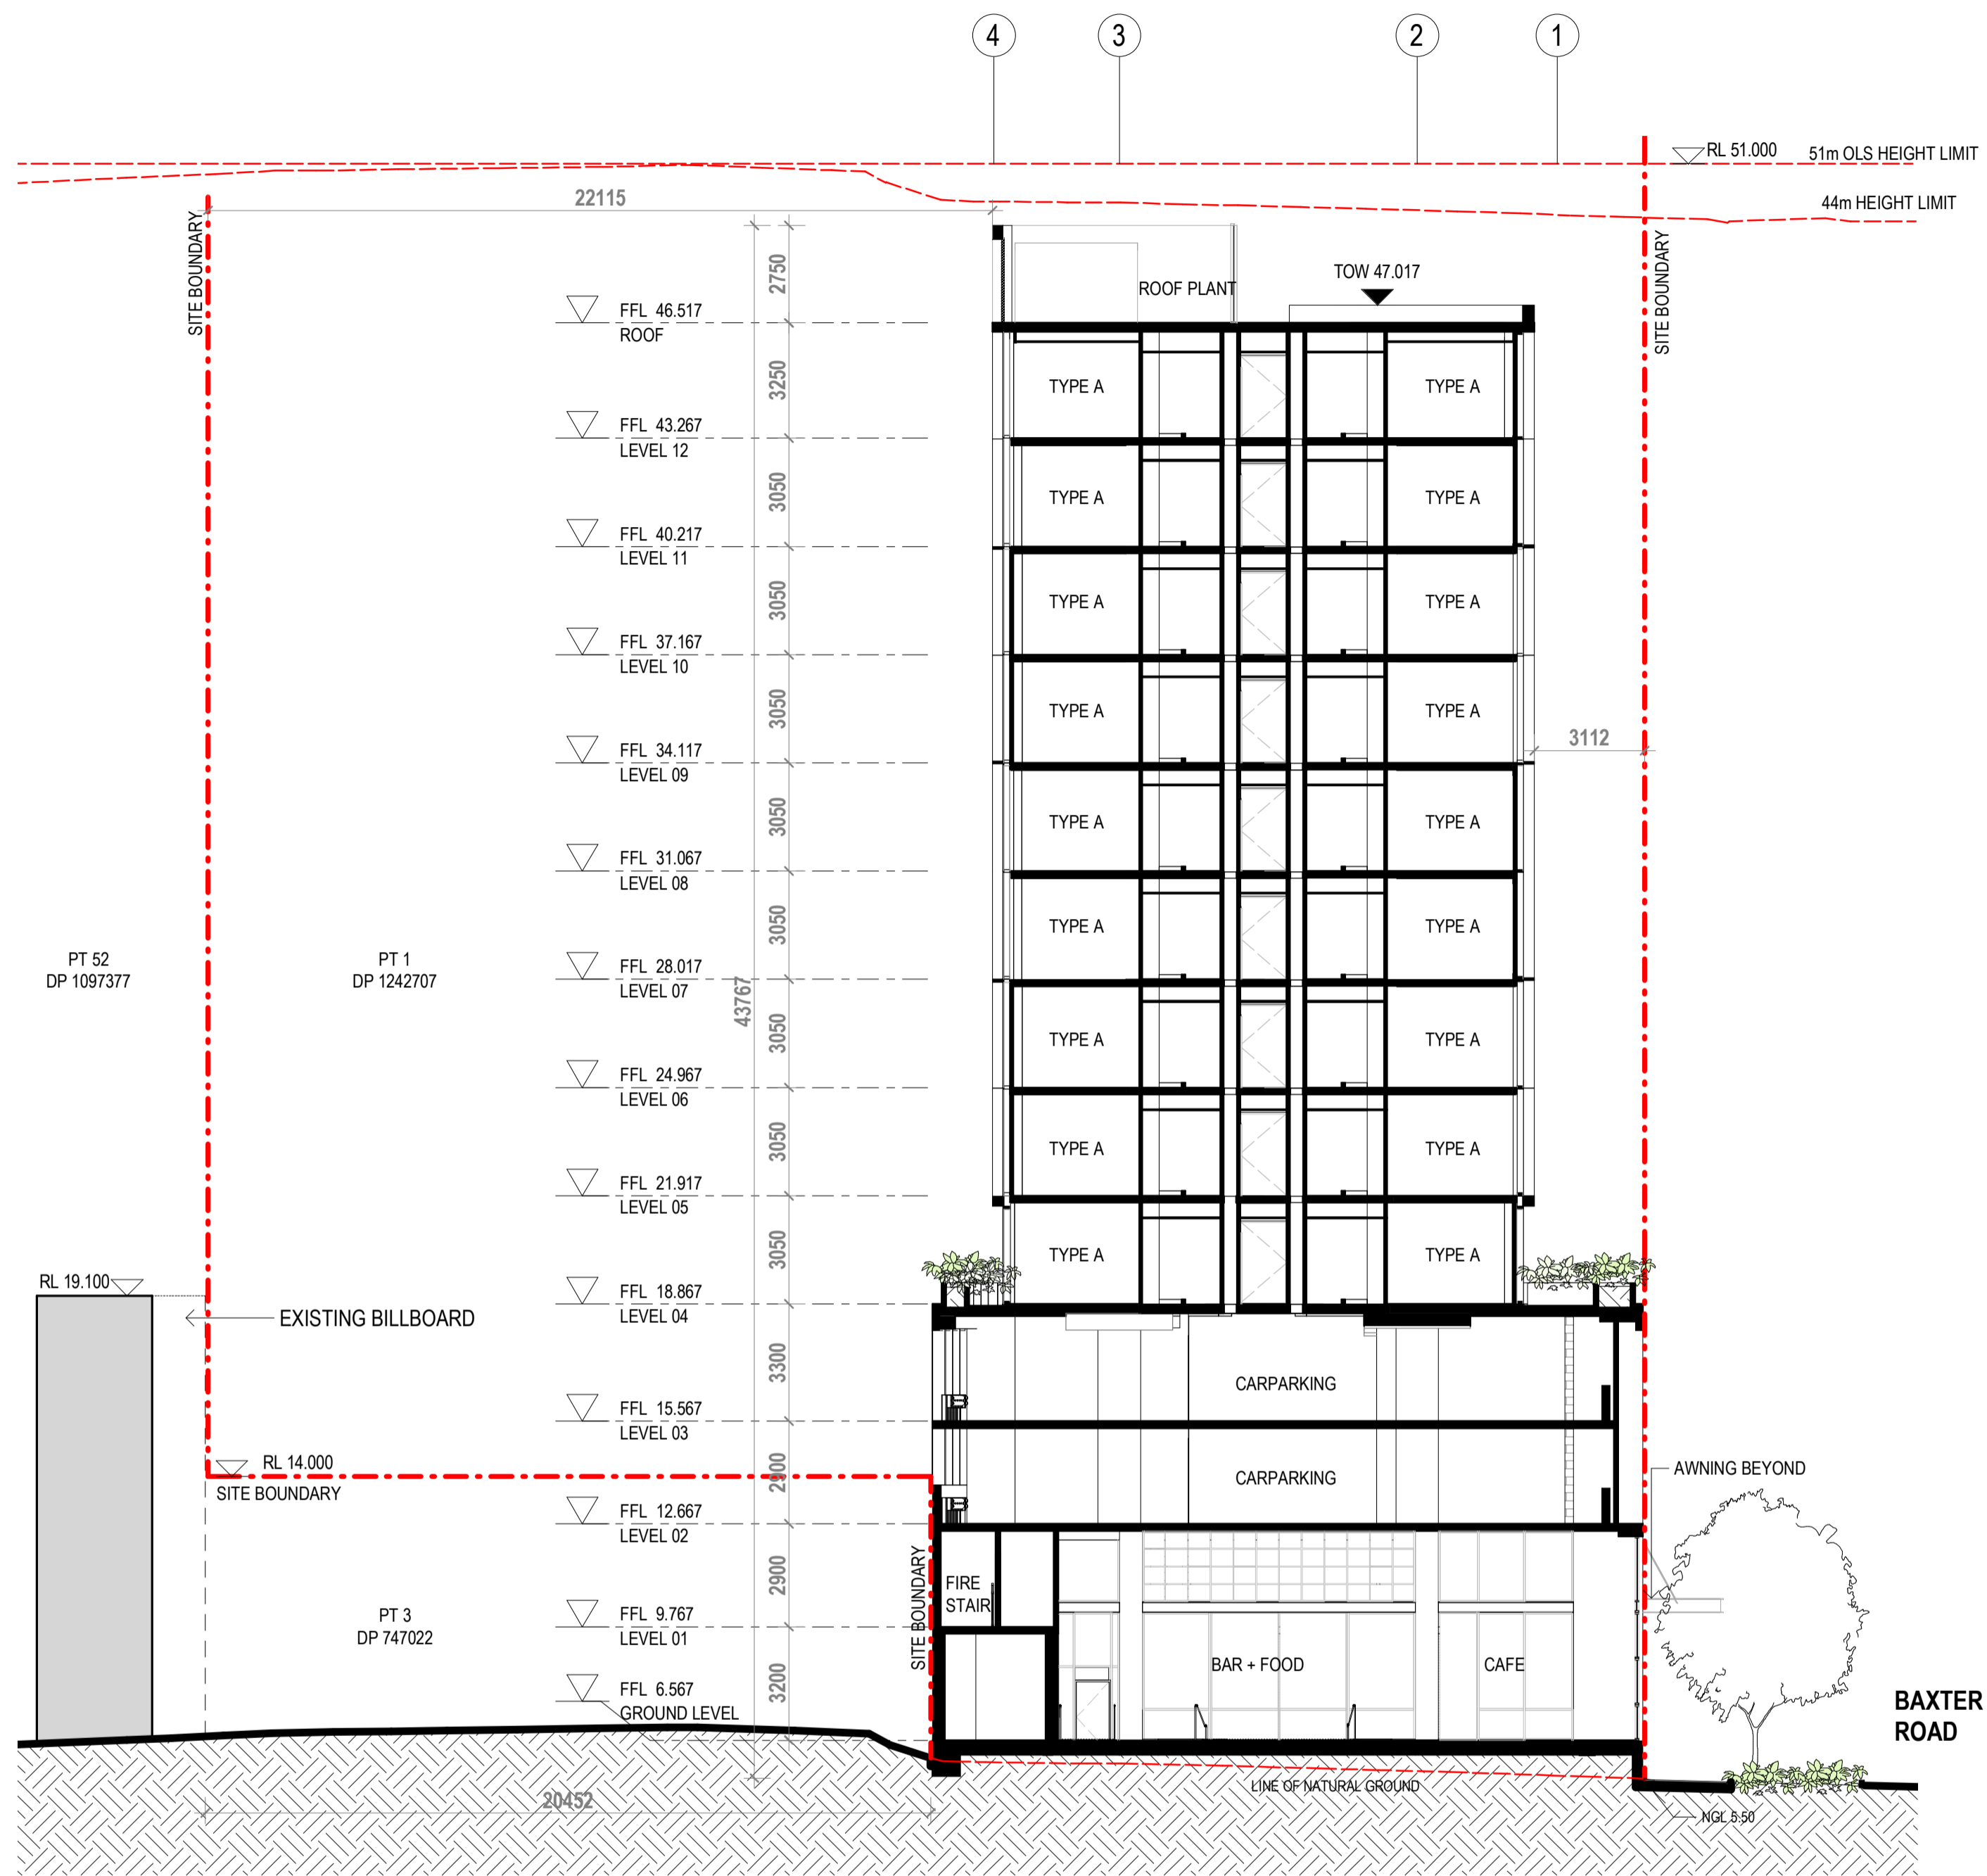 4
3
2
1
RL 51.000
51m OLS HEIGHT LIMIT
44m HEIGHT LIMIT
22115
SITE BOUNDARY
SITE BOUNDARY
2750
ROOF PLANT
TOW 47.017
FFL 46.517
ROOF
3250
TYPE A
TYPE A
FFL 43.267
LEVEL 12
3050
TYPE A
TYPE A
FFL 40.217
LEVEL 11
3050
TYPE A
TYPE A
FFL 37.167
LEVEL 10
3050
TYPE A
TYPE A
3112
FFL 34.117
LEVEL 09
3050
TYPE A
TYPE A
FFL 31.067
LEVEL 08
3050
TYPE A
TYPE A
PT 52
DP 1097377
PT 1
DP 1242707
FFL 28.017
LEVEL 07
43767
3050
TYPE A
TYPE A
FFL 24.967
LEVEL 06
3050
TYPE A
TYPE A
FFL 21.917
LEVEL 05
3050
TYPE A
TYPE A
RL 19.100
EXISTING BILLBOARD
FFL 18.867
LEVEL 04
3300
CARPARKING
FFL 15.567
LEVEL 03
RL 14.000
SITE BOUNDARY
2900
CARPARKING
AWNING BEYOND
FFL 12.667
LEVEL 02
2900
SITE BOUNDARY
FIRE
STAIR
PT 3
DP 747022
FFL 9.767
LEVEL 01
3200
BAR + FOOD
CAFE
FFL 6.567
GROUND LEVEL
BAXTER
ROAD
LINE OF NATURAL GROUND
20452
NGL 5.50